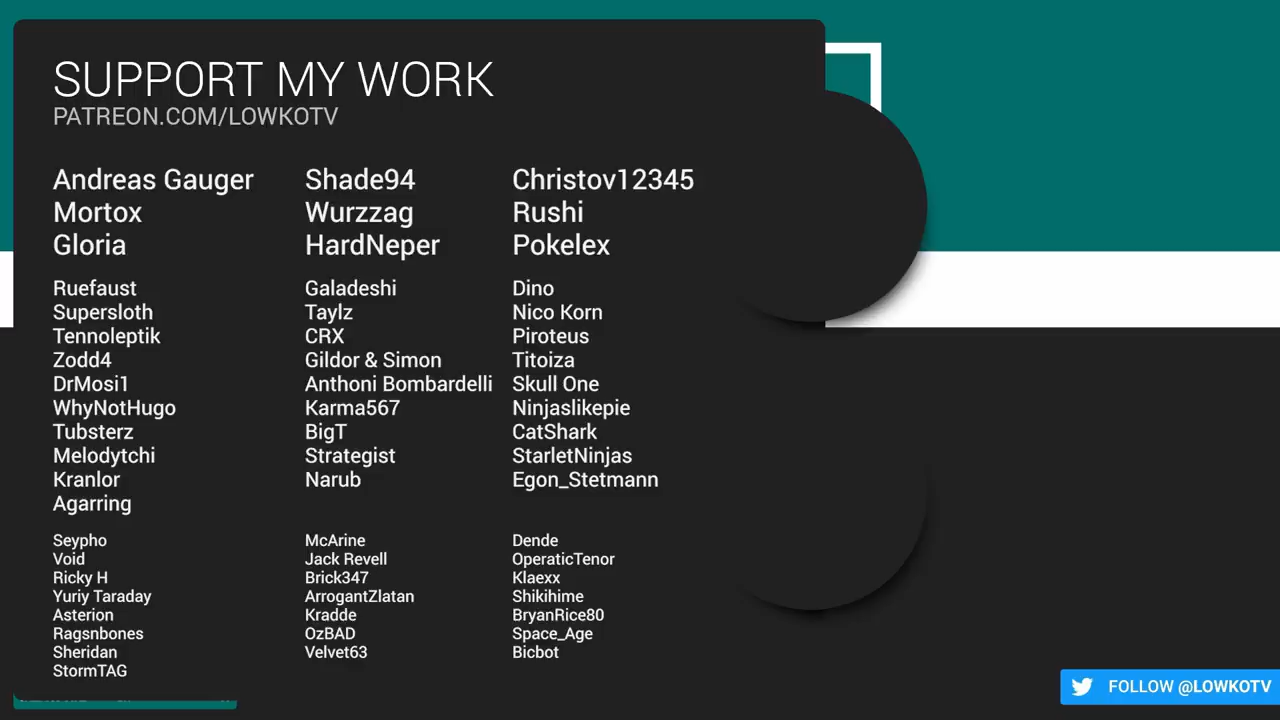 SUPPORT MY WORK
PATREON.COM/LOWKOTV
Andreas Gauger
Mortox
Gloria
Shade94
Wurzzag
HardNeper
Christov12345
Rushi
Pokelex
Ruefaust
Supersloth
Tennoleptik
Zodd4
DrMosi1
WhyNotHugo
Tubsterz
Melodytchi
Kranlor
Agarring
Galadeshi
Taylz
CRX
Gildor & Simon
Anthoni Bombardelli
Karma567
BigT
Strategist
Narub
Dino
Nico Korn
Piroteus
Titoiza
Skull One
Ninjaslikepie
CatShark
StarletNinjas
Egon_Stetmann
Seypho
Void
Ricky H
Yuriy Taraday
Asterion
Ragsnbones
Sheridan
StormTAG
McArine
Jack Revell
Brick347
ArrogantZlatan
Kradde
OzBAD
Velvet63
Dende
OperaticTenor
Klaexx
Shikihime
BryanRice80
Space_Age
Bicbot
FOLLOW @LOWKOTV